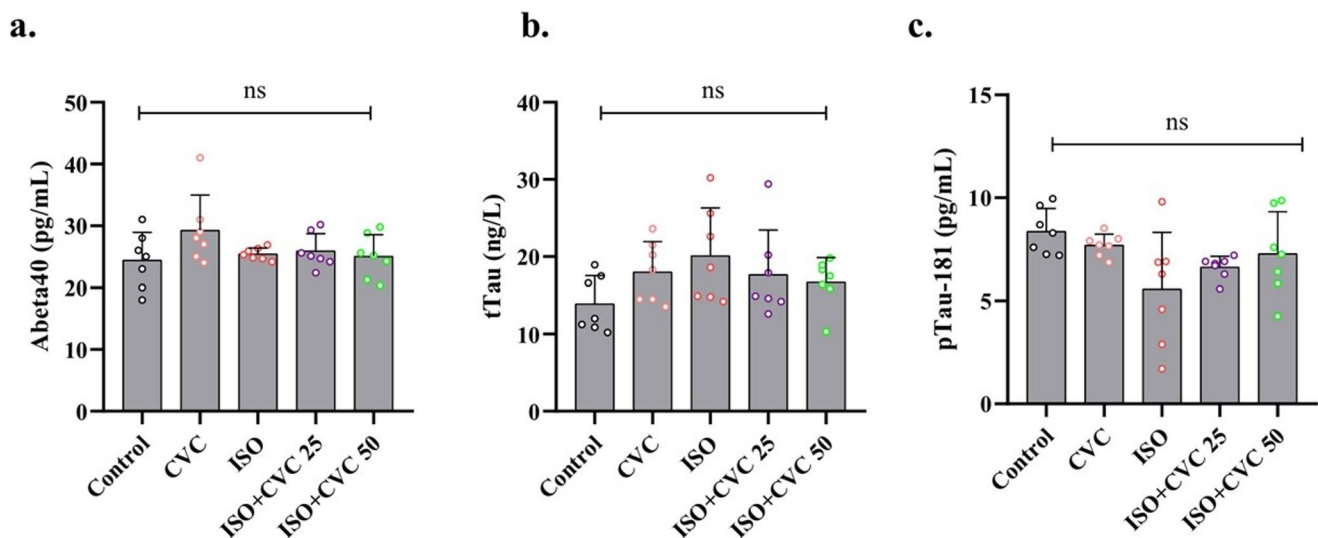 a.
ns
50
40
30
20
10
0
Abeta40 (pg/mL)
Control
CVC
ISO
ISO+CVC 25
ISO+CVC 50
b.
ns
40
30
20
10
0
tTau (ng/L)
Control
CVC
ISO
ISO+CVC 25
ISO+CVC 50
c.
ns
15
10
5
0
pTau-181 (pg/mL)
Control
CVC
ISO
ISO+CVC 25
ISO+CVC 50